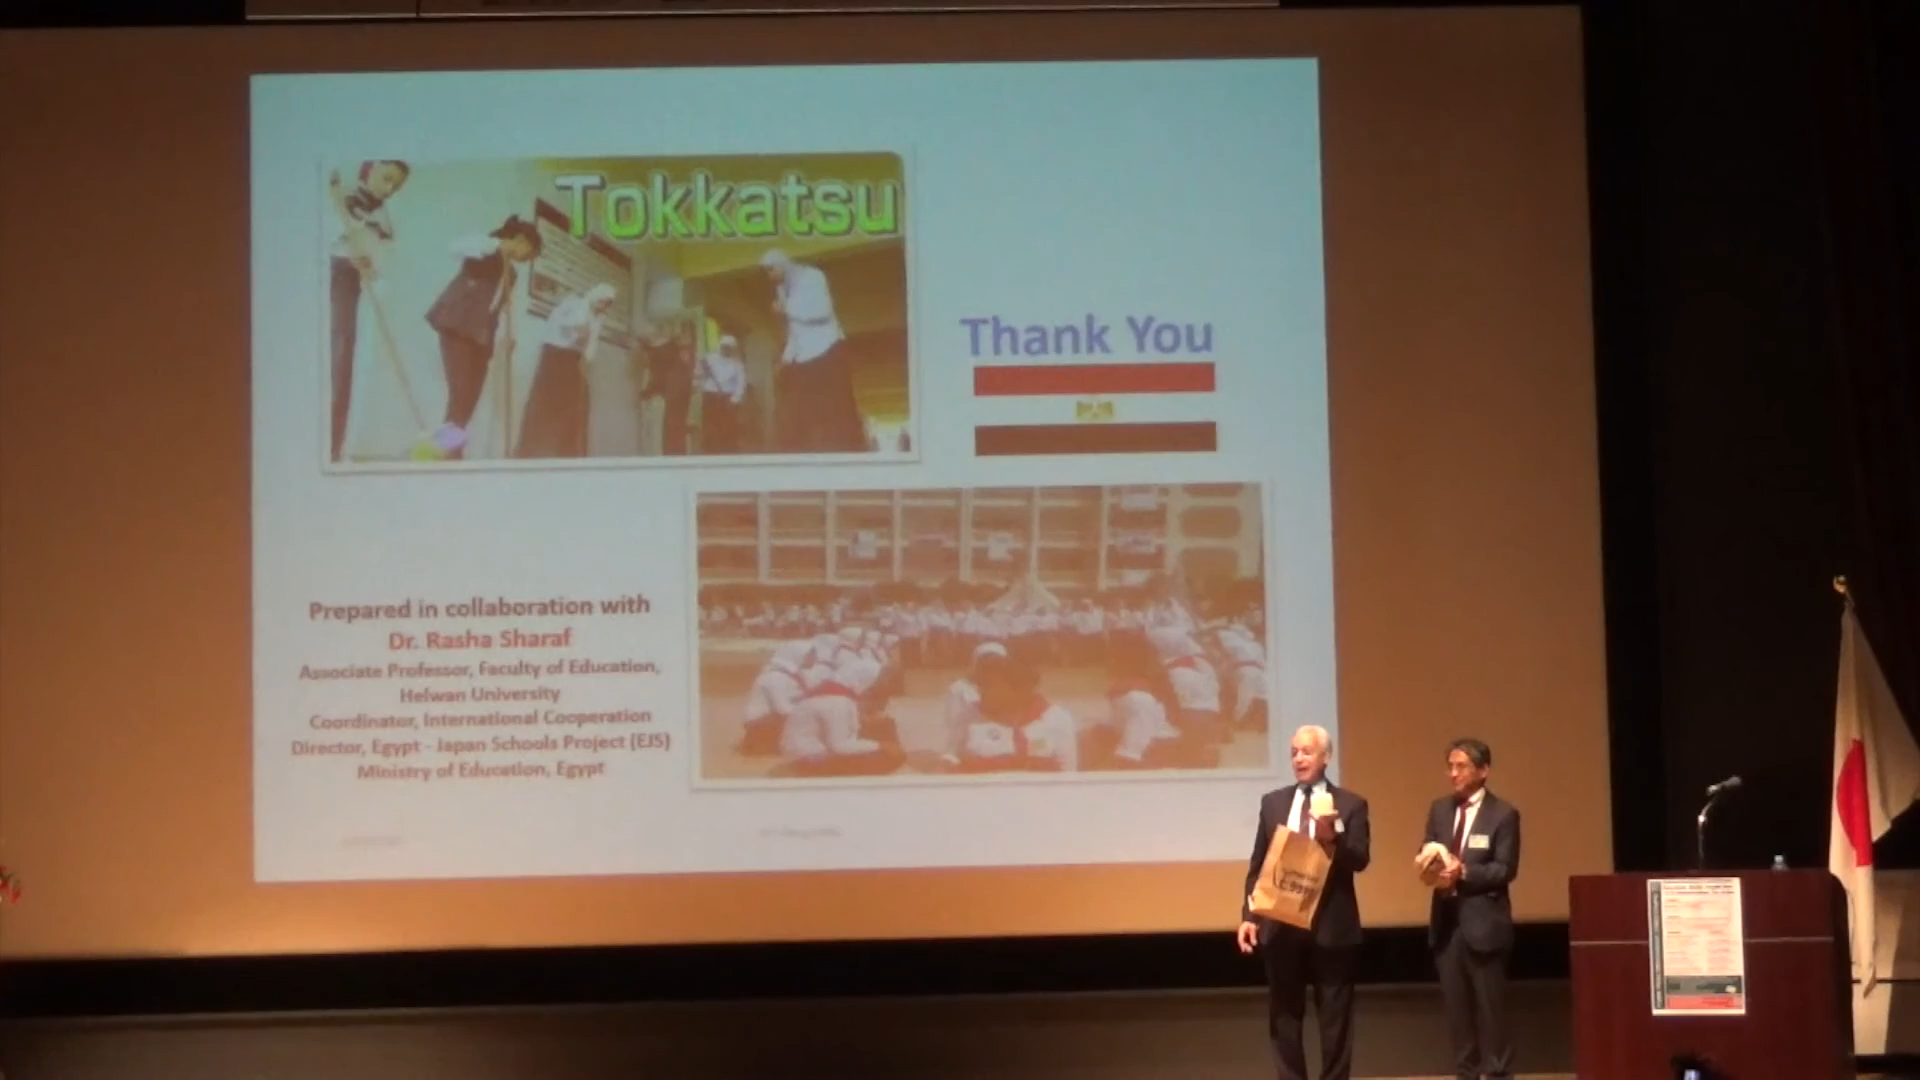 Tokkatsu
Thank You
Prepared in collaboration with
Dr. Rasha Sharaf
Associate Professor, Faculty of Education,
Helwan University
Coordinator, International Cooperation
Director, Egypt - Japan Schools Project (EJS)
Ministry of Education, Egypt